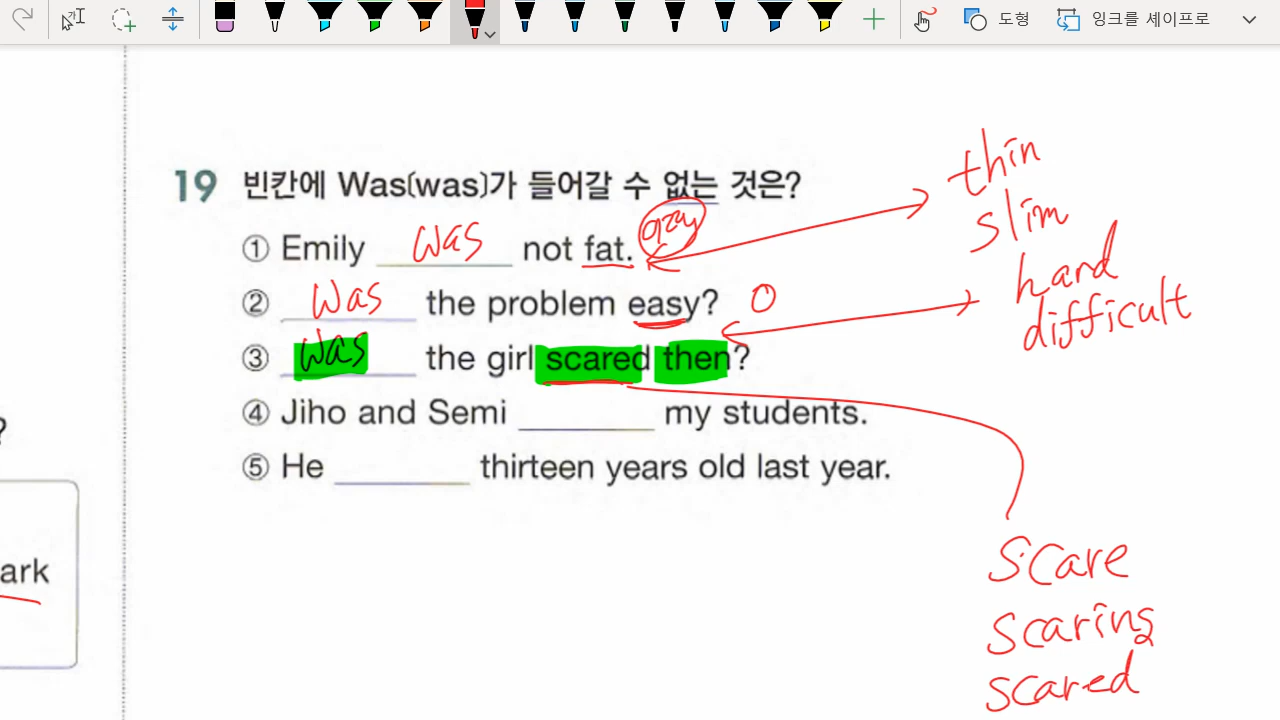 도형
잉크를 셰이프로
19 빈칸에 Was(was)가 들어갈 수 없는 것은?
① Emily was not fat.
② Was the problem easy? O
③ Was the girl scared then?
④ Jiho and Semi ________ my students.
⑤ He ________ thirteen years old last year.
thin
slim
hard
difficult
scare
scaring
scared
?
ark